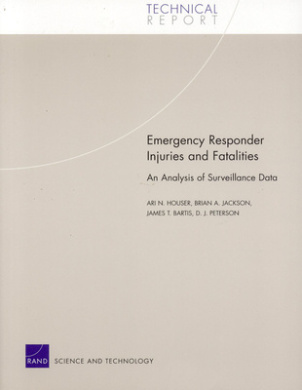 TECHNICAL
REPORT
Emergency Responder
Injuries and Fatalities
An Analysis of Surveillance Data
ARI N. HOUSER, BRIAN A. JACKSON,
JAMES T. BARTIS, D. J. PETERSON
RAND SCIENCE AND TECHNOLOGY